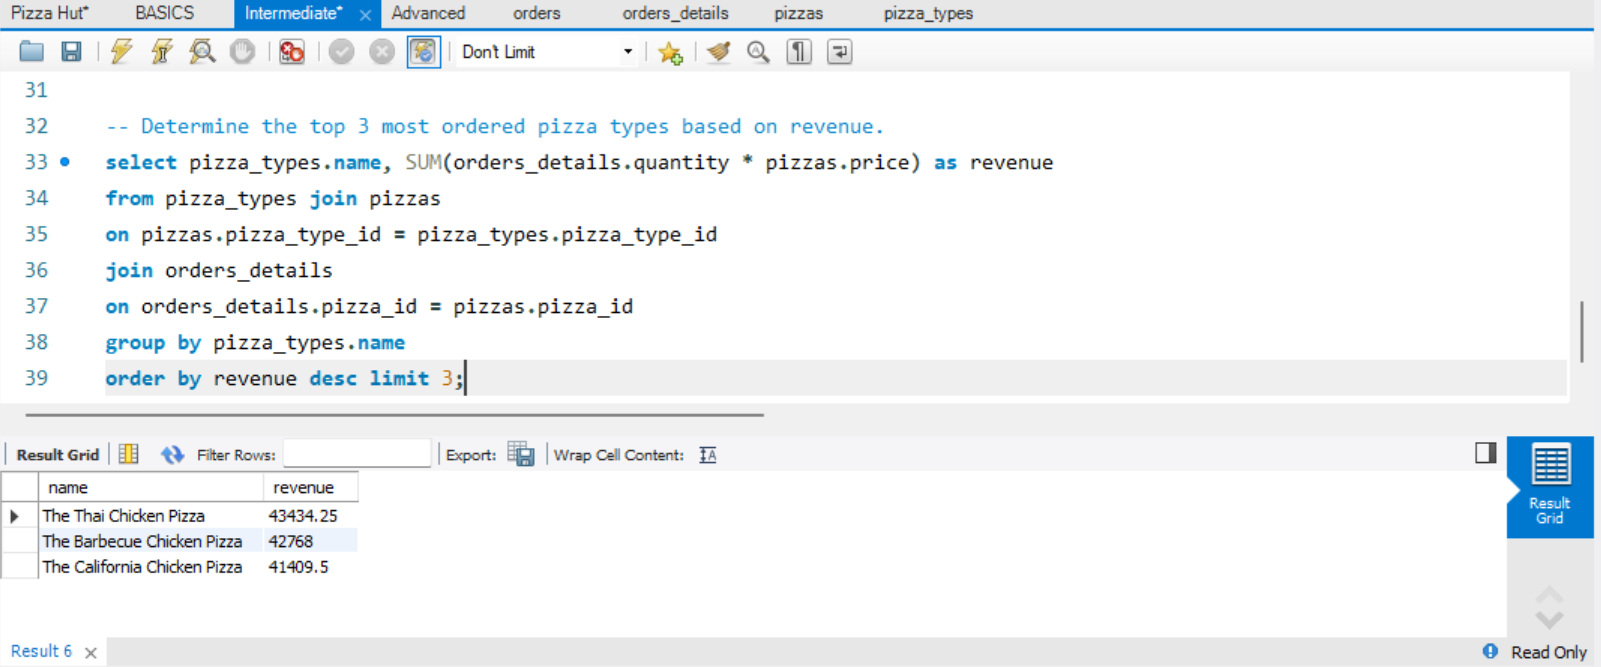 Pizza Hut* BASICS Intermediate* Advanced orders orders_details pizzas pizza_types
Don't Limit
31
32 -- Determine the top 3 most ordered pizza types based on revenue.
33 select pizza_types.name, SUM(orders_details.quantity * pizzas.price) as revenue
34 from pizza_types join pizzas
35 on pizzas.pizza_type_id = pizza_types.pizza_type_id
36 join orders_details
37 on orders_details.pizza_id = pizzas.pizza_id
38 group by pizza_types.name
39 order by revenue desc limit 3;
Result Grid Filter Rows: Export: Wrap Cell Content: IA
name revenue
The Thai Chicken Pizza 43434.25
The Barbecue Chicken Pizza 42768
The California Chicken Pizza 41409.5
Result
Grid
Result 6 Read Only